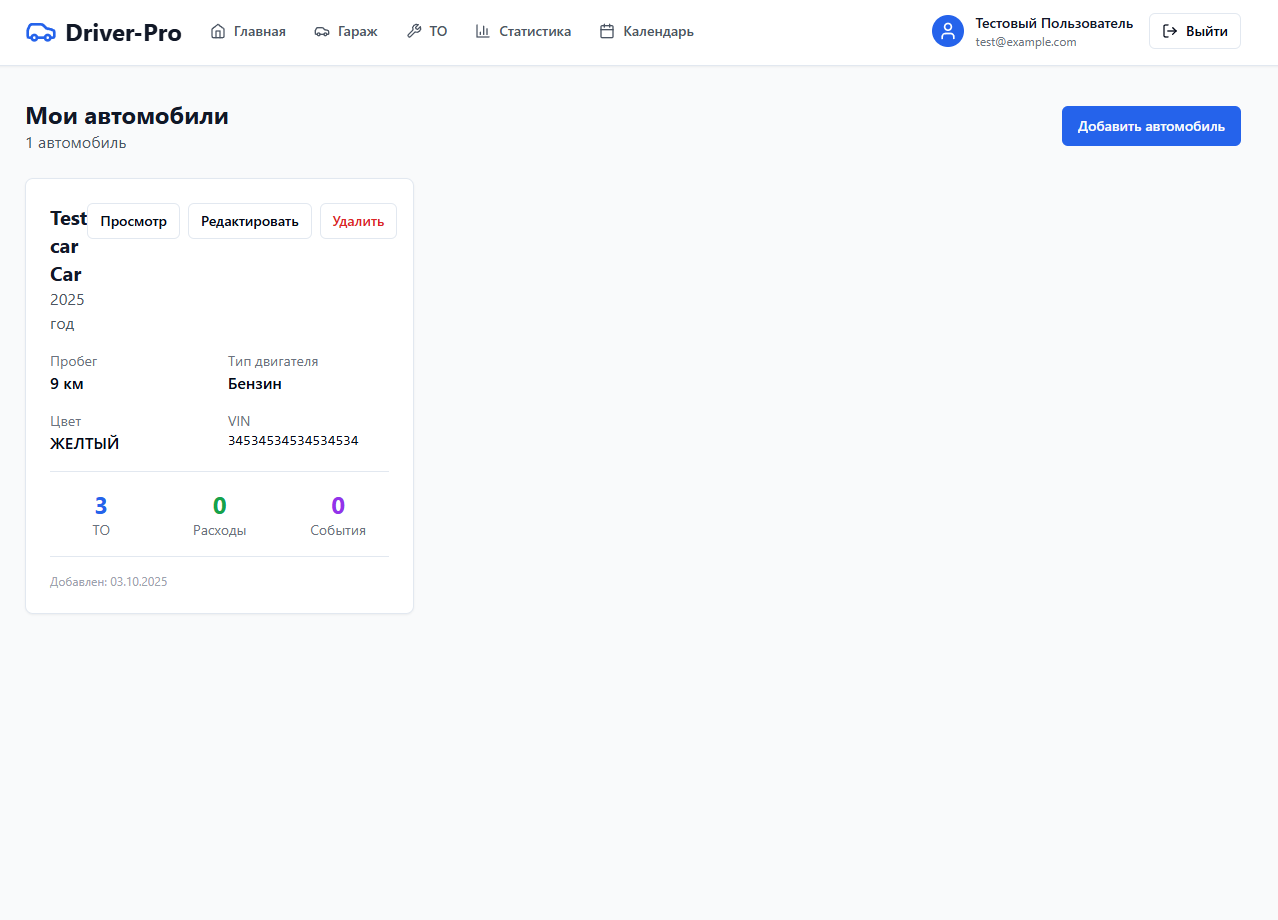 Driver-Pro
Главная
Гараж
ТО
Статистика
Календарь
Тестовый Пользователь
test@example.com
Выйти
Мои автомобили
1 автомобиль
Добавить автомобиль
Test
car
Car
2025
год
Просмотр
Редактировать
Удалить
Пробег
9 км
Тип двигателя
Бензин
Цвет
ЖЕЛТЫЙ
VIN
34534534534534534
3
ТО
0
Расходы
0
События
Добавлен: 03.10.2025